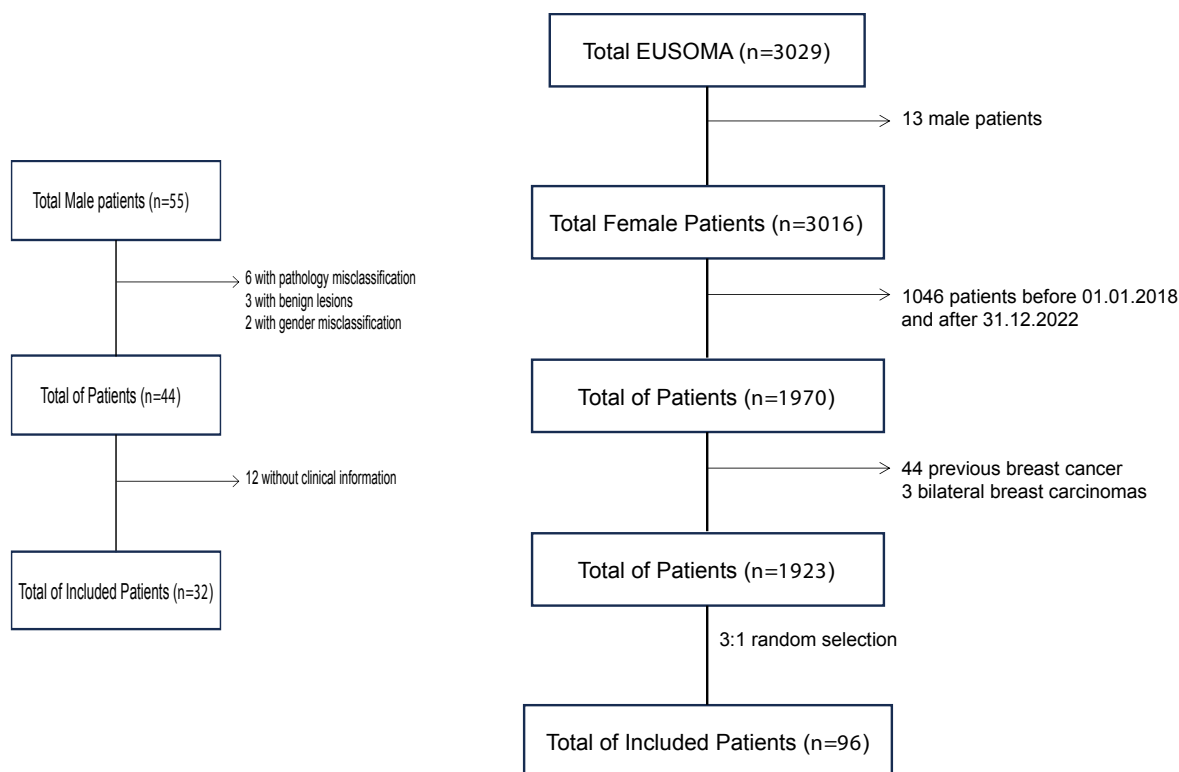 Total EUSOMA (n=3029)
13 male patients
Total Male patients (n=55)
Total Female Patients (n=3016)
6 with pathology misclassification
3 with benign lesions
2 with gender misclassification
1046 patients before 01.01.2018
and after 31.12.2022
Total of Patients (n=44)
Total of Patients (n=1970)
12 without clinical information
44 previous breast cancer
3 bilateral breast carcinomas
Total of Included Patients (n=32)
Total of Patients (n=1923)
3:1 random selection
Total of Included Patients (n=96)